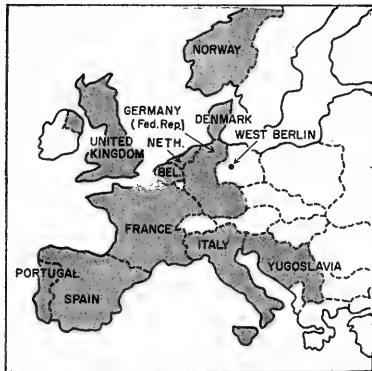 NORWAY
GERMANY
(Fed. Rep.)
DENMARK
WEST BERLIN
UNITED
KINGDOM
NETH.
BEL.
FRANCE
ITALY
YUGOSLAVIA
PORTUGAL
SPAIN